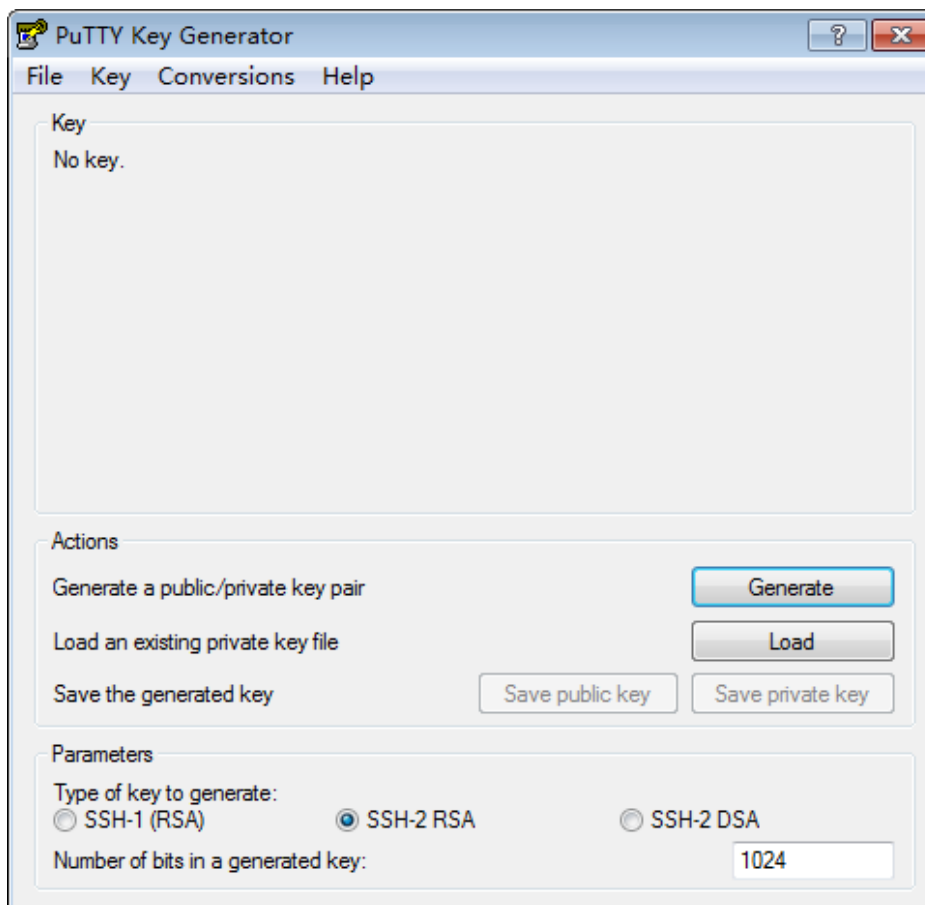 PuTTY Key Generator
File Key Conversions Help
Key
No key.
Actions
Generate a public/private key pair Generate
Load an existing private key file Load
Save the generated key Save public key Save private key
Parameters
Type of key to generate:
SSH-1 (RSA) SSH-2 RSA SSH-2 DSA
Number of bits in a generated key: 1024